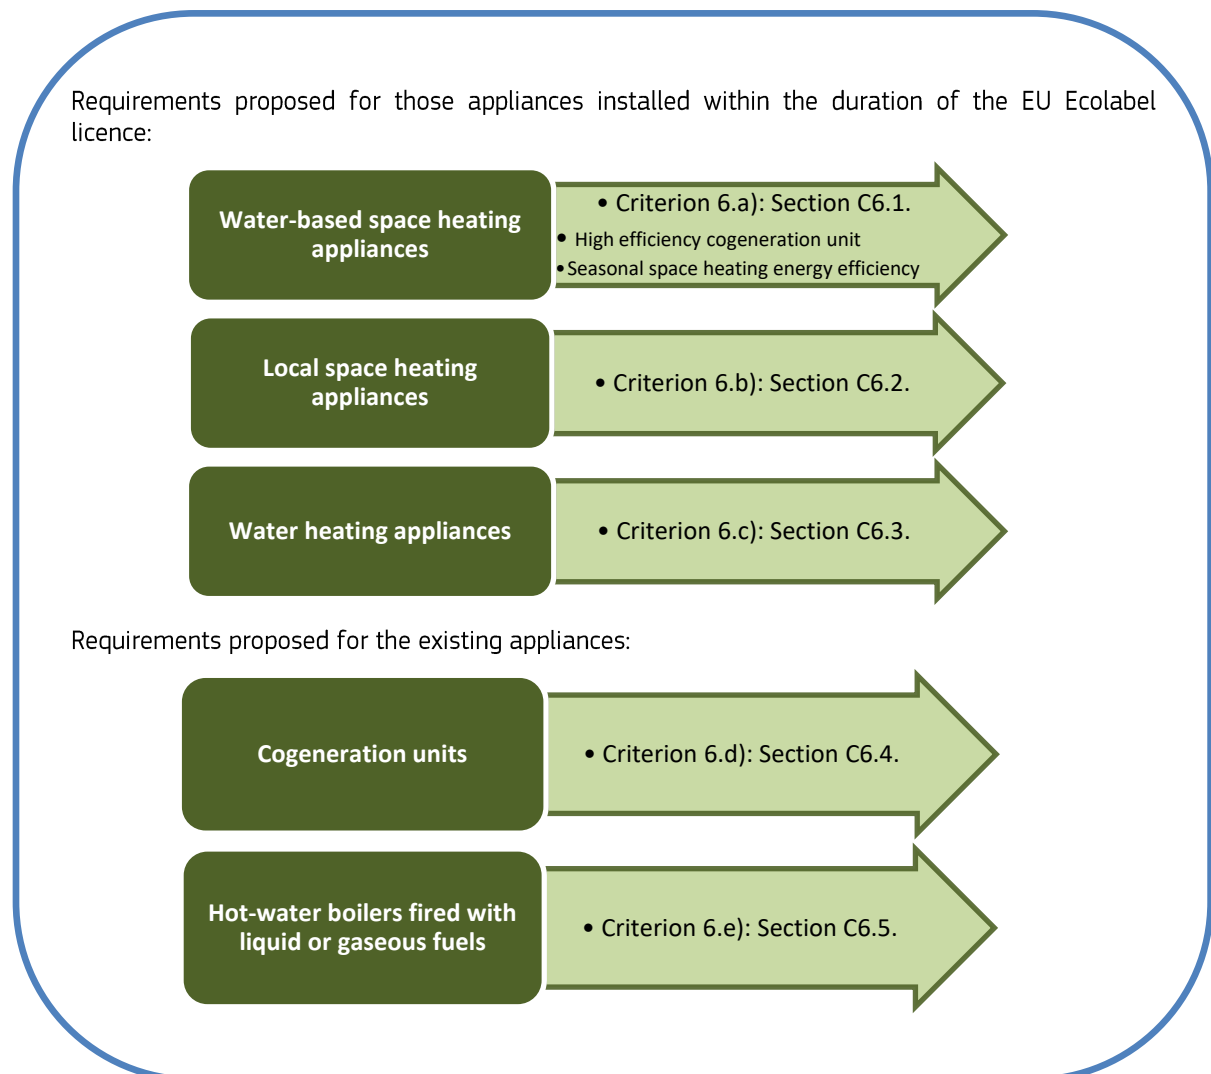 Requirements proposed for those appliances installed within the duration of the EU Ecolabel
licence:
Water-based space heating
appliances
• Criterion 6.a): Section C6.1.
• High efficiency cogeneration unit
•Seasonal space heating energy efficiency
Local space heating
appliances
• Criterion 6.b): Section C6.2.
Water heating appliances
• Criterion 6.c): Section C6.3.
Requirements proposed for the existing appliances:
Cogeneration units
• Criterion 6.d): Section C6.4.
Hot-water boilers fired with
liquid or gaseous fuels
• Criterion 6.e): Section C6.5.